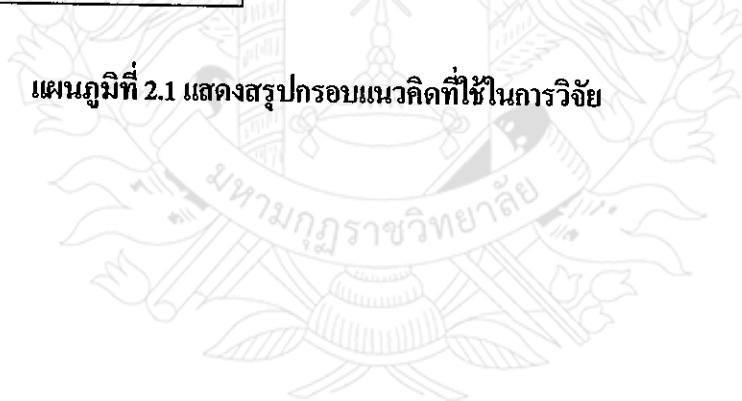 แผนภูมิที่ 2.1 แสดงสรุปกรอบแนวคิดที่ใช้ในการวิจัย
มหามกุฏราชวิทยาลัย